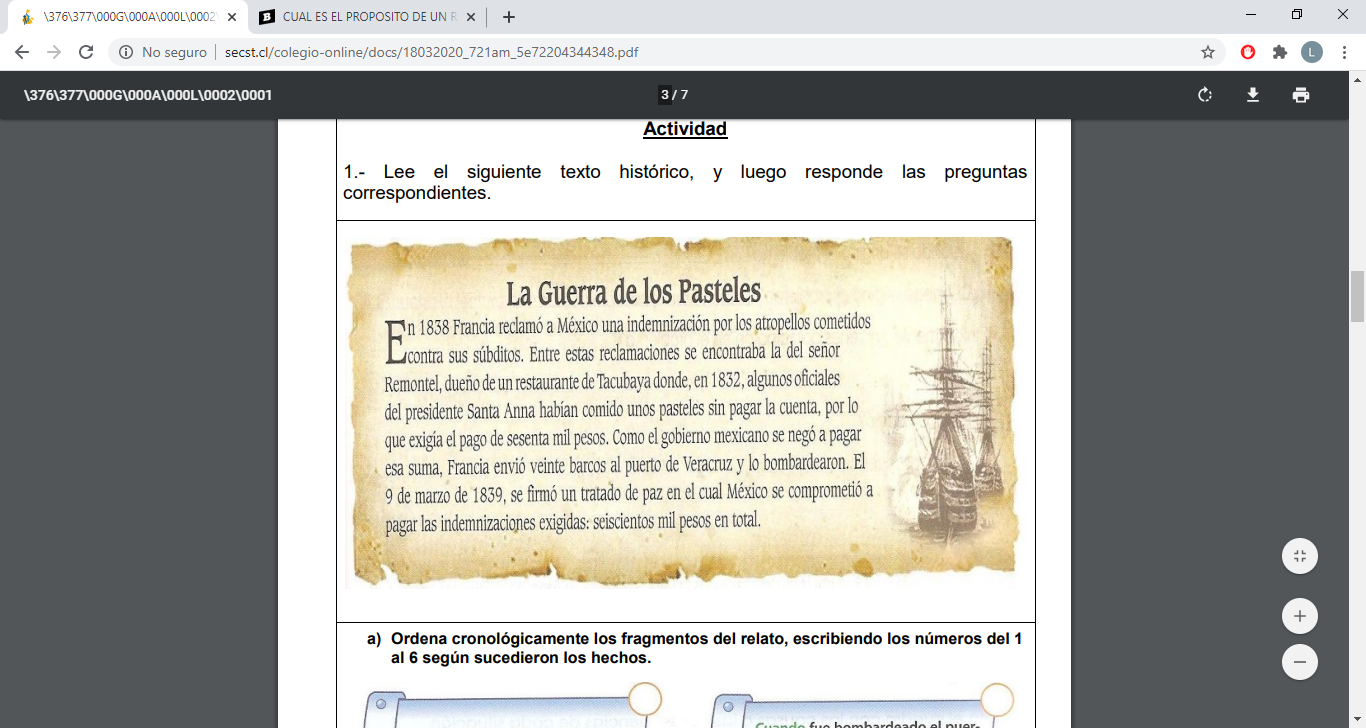 \376\377\000G\000A\000L\0002
CUAL ES EL PROPOSITO DE UN R
No seguro
secst.cl/colegio-online/docs/18032020_721am_5e72204344348.pdf
L
\376\377\000G\000A\000L\0002\0001
3 / 7
Actividad
1.- Lee el siguiente texto histórico, y luego responde las preguntas
correspondientes.
La Guerra de los Pasteles
En 1838 Francia reclamó a México una indemnización por los atropellos cometidos
contra sus súbditos. Entre estas reclamaciones se encontraba la del señor
Remontel, dueño de un restaurante de Tacubaya donde, en 1832, algunos oficiales
del presidente Santa Anna habían comido unos pasteles sin pagar la cuenta, por lo
que exigía el pago de sesenta mil pesos. Como el gobierno mexicano se negó a pagar
esa suma, Francia envió veinte barcos al puerto de Veracruz y lo bombardearon. El
9 de marzo de 1839, se firmó un tratado de paz en el cual México se comprometió a
pagar las indemnizaciones exigidas: seiscientos mil pesos en total.
a) Ordena cronológicamente los fragmentos del relato, escribiendo los números del 1
al 6 según sucedieron los hechos.
Cuando fue bombardeado el puer-